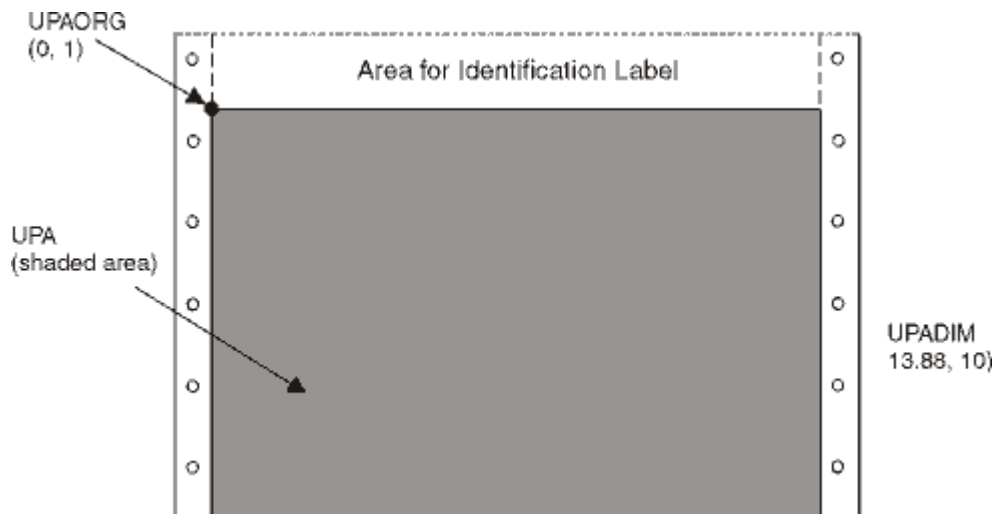 UPAORG
(0, 1)
Area for Identification Label
UPA
(shaded area)
UPADIM
13.88, 10)